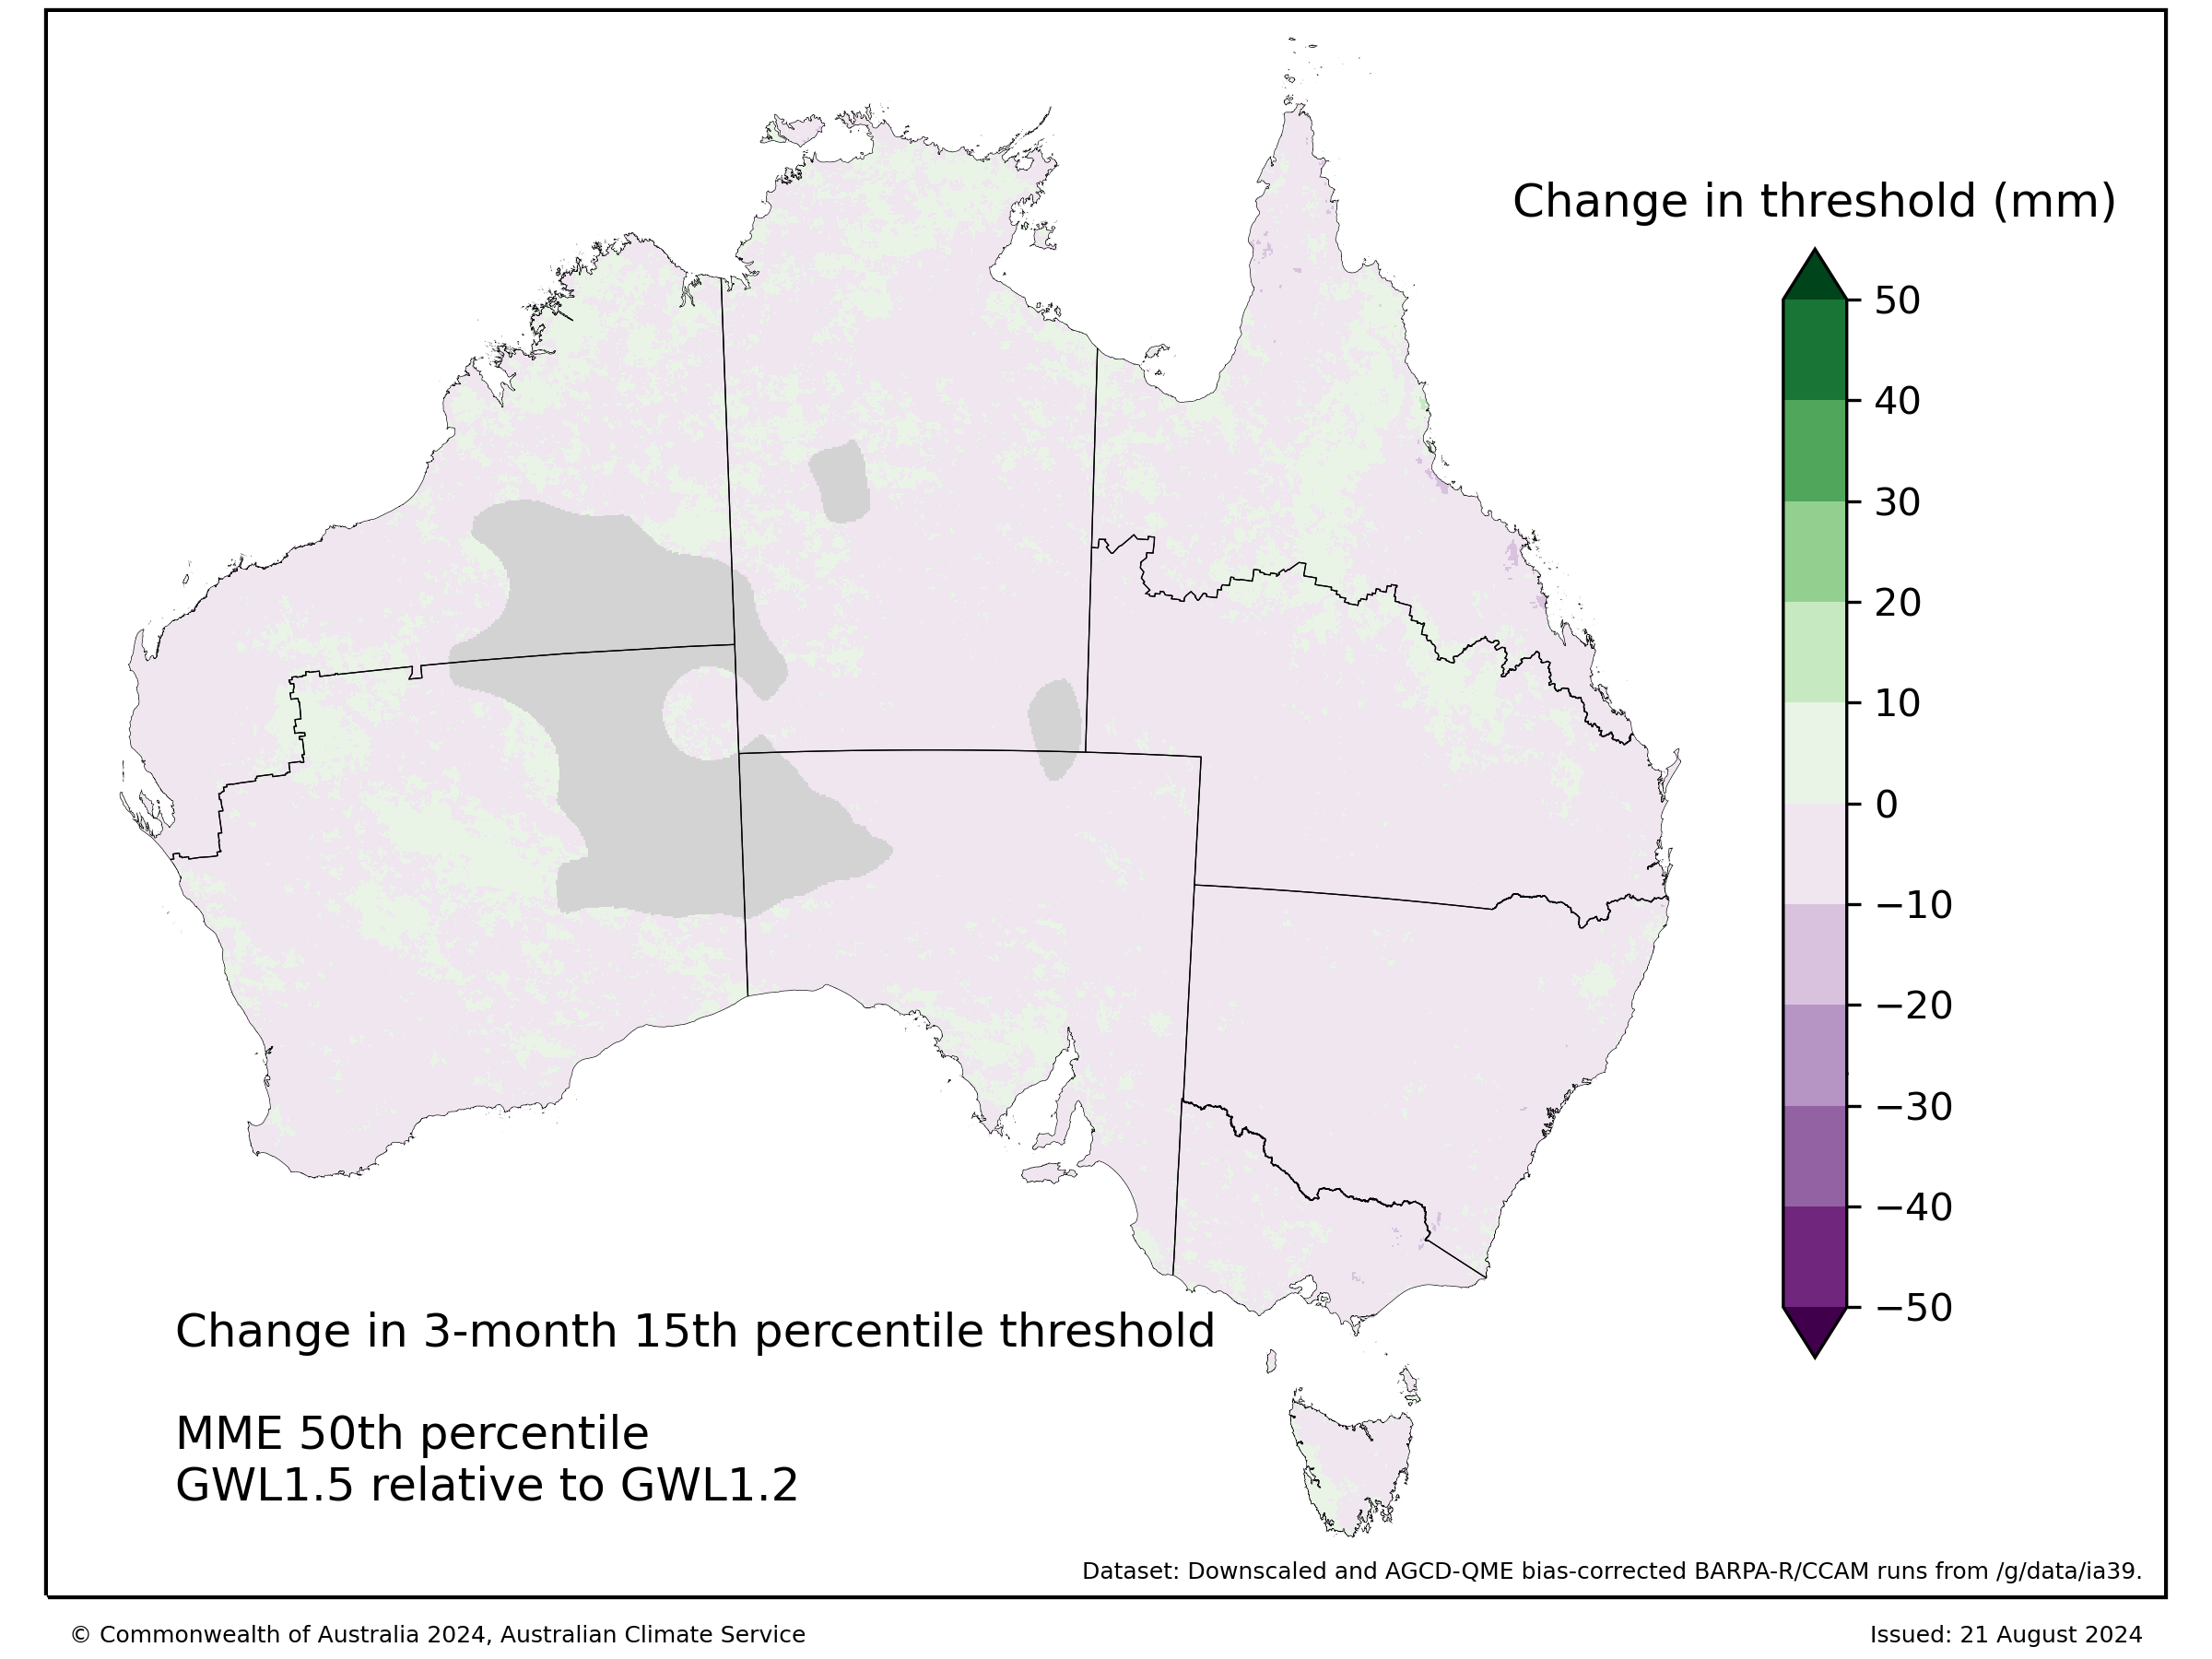 Change in threshold (mm)
50
40
30
20
10
0
−10
−20
−30
−40
−50
Change in 3-month 15th percentile threshold
MME 50th percentile
GWL1.5 relative to GWL1.2
Dataset: Downscaled and AGCD-QME bias-corrected BARPA-R/CCAM runs from /g/data/ia39.
© Commonwealth of Australia 2024, Australian Climate Service
Issued: 21 August 2024